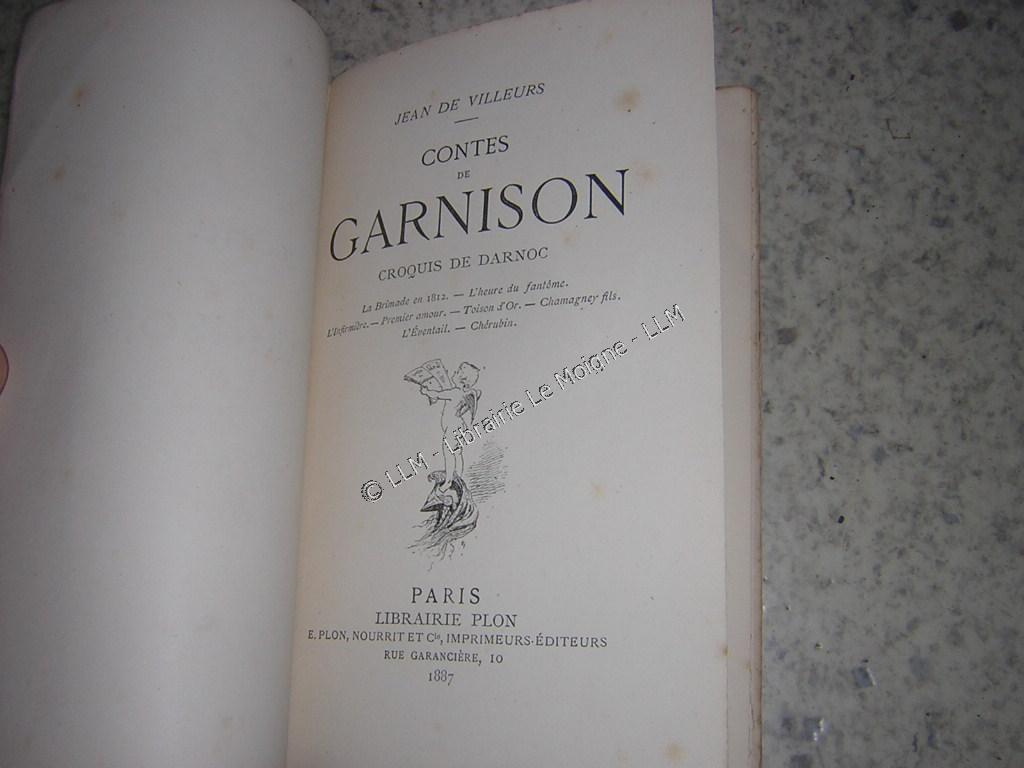 JEAN DE VILLEURS
CONTES
DE
GARNISON
CROQUIS DE DARNOC
La Brimade en 1812. — L'heure du fantôme.
L'Infirmière. — Premier amour. — Toison d'Or. — Chamagney fils.
L'Éventail. — Chérubin.
© LLM - Librairie Le Moigne - LLM
PARIS
LIBRAIRIE PLON
E. PLON, NOURRIT ET Cie, IMPRIMEURS-ÉDITEURS
RUE GARANCIÈRE, 10
1887